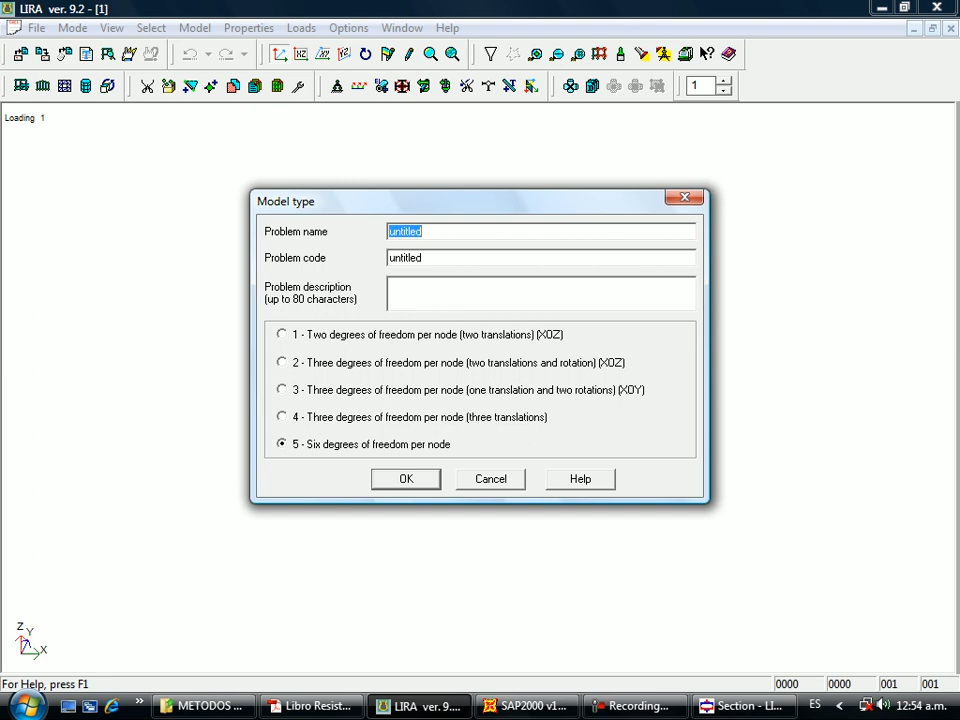 LIRA ver. 9.2 - [1]
File Mode View Select Model Properties Loads Options Window Help
1
Loading 1
Model type
Problem name untitled
Problem code untitled
Problem description
(up to 80 characters)
1 - Two degrees of freedom per node (two translations) (XOZ)
2 - Three degrees of freedom per node (two translations and rotation) (XOZ)
3 - Three degrees of freedom per node (one translation and two rotations) (XOY)
4 - Three degrees of freedom per node (three translations)
5 - Six degrees of freedom per node
OK Cancel Help
Z
Y
X
For Help, press F1 0000 0000 001 001
METODOS ... Libro Resist... LIRA ver. 9.... SAP2000 v1... Recording... Section - LI... ES 12:54 a.m.